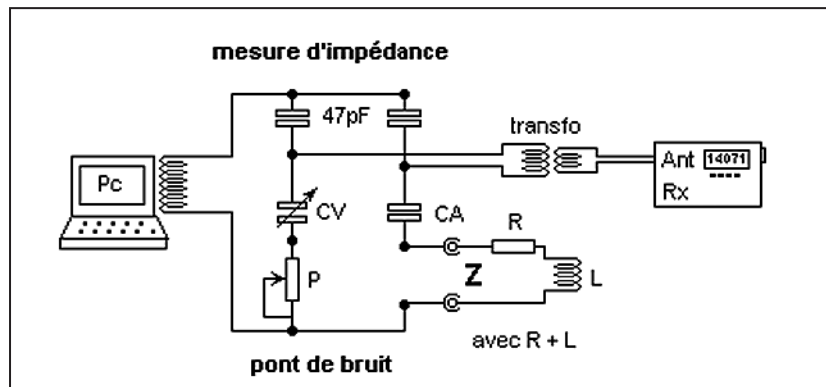 mesure d'impédance
47pF
transfo
Pc
Ant 14071
Rx
CV
CA
R
P
Z
L
avec R + L
pont de bruit